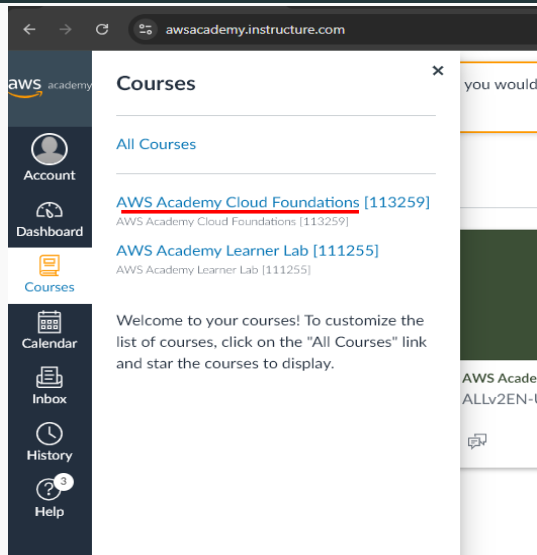 awsacademy.instructure.com
aws academy
Account
Dashboard
Courses
Calendar
Inbox
History
3
Help
Courses
All Courses
AWS Academy Cloud Foundations [113259]
AWS Academy Cloud Foundations [113259]
AWS Academy Learner Lab [111255]
AWS Academy Learner Lab [111255]
Welcome to your courses! To customize the
list of courses, click on the "All Courses" link
and star the courses to display.
you would
AWS Acade
ALLv2EN-